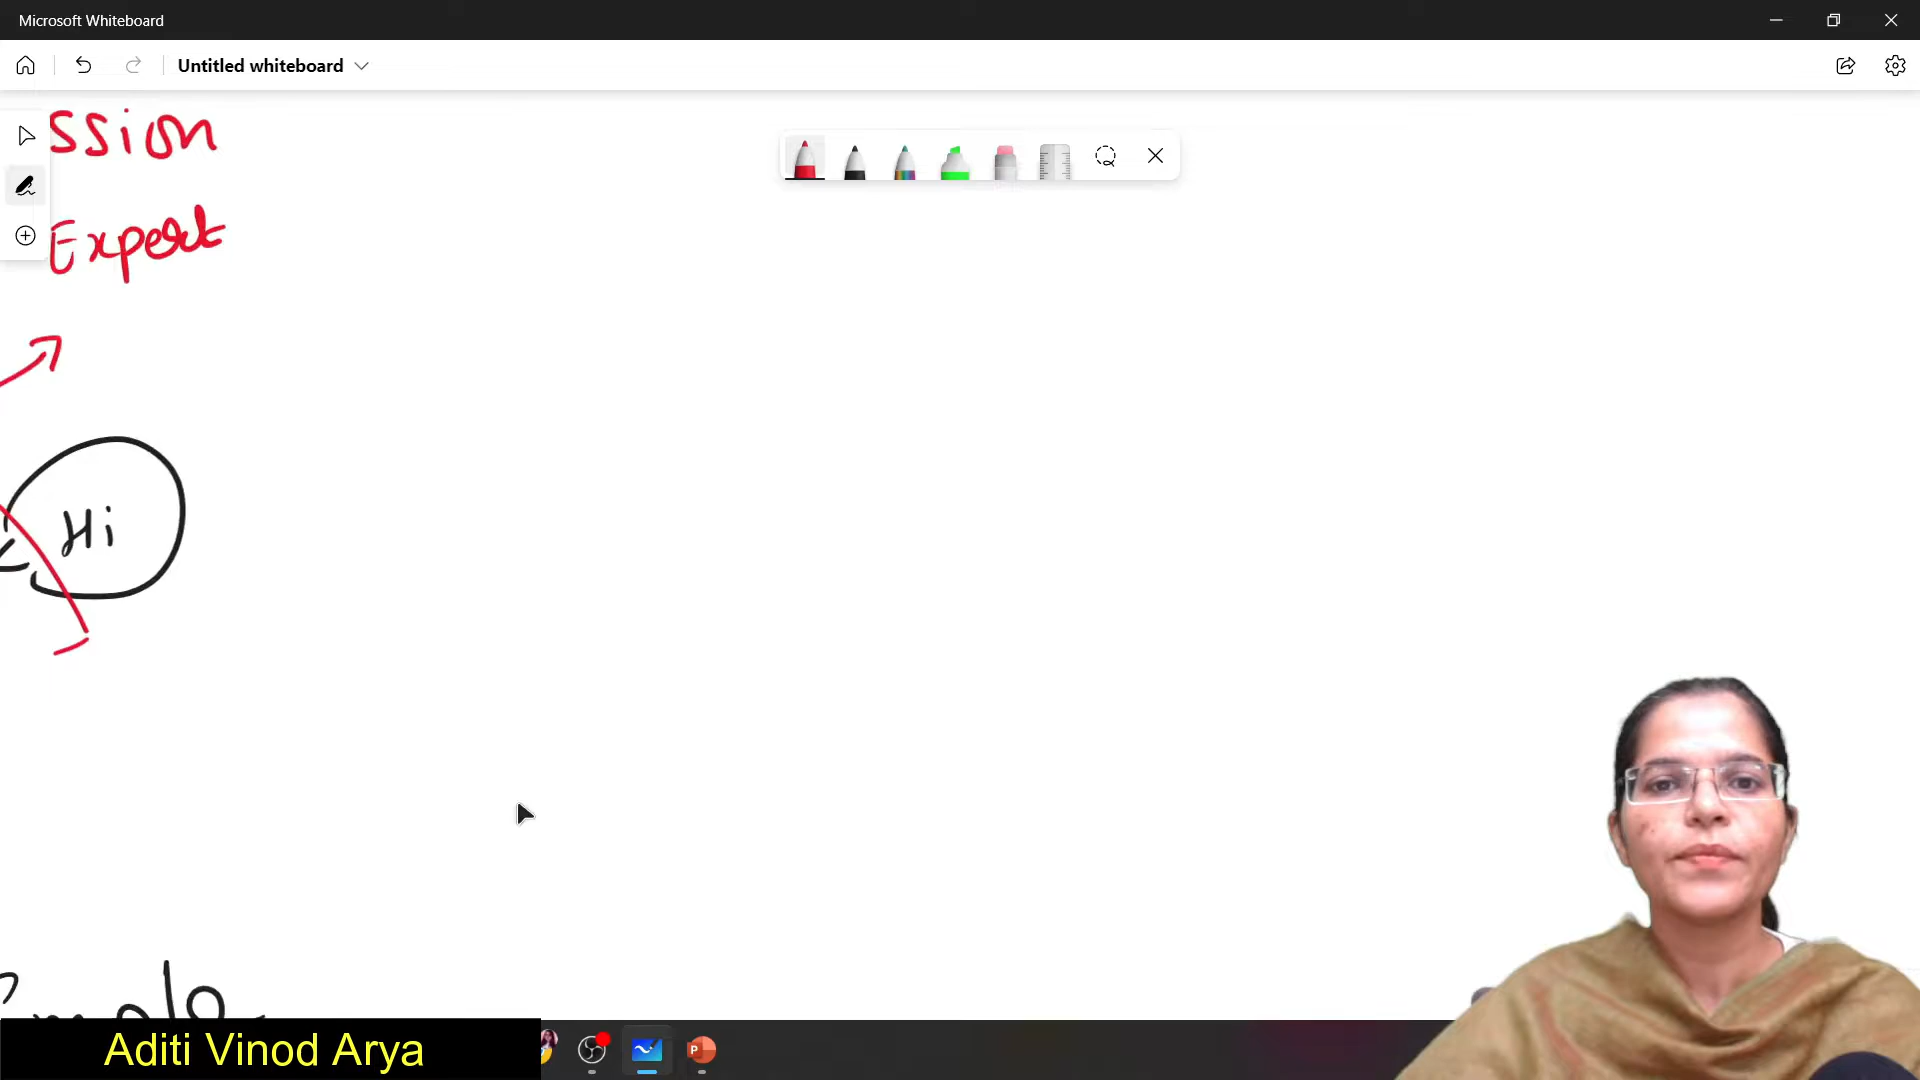 Microsoft Whiteboard
Untitled whiteboard
ssion
Expert
Hi
Aditi Vinod Arya